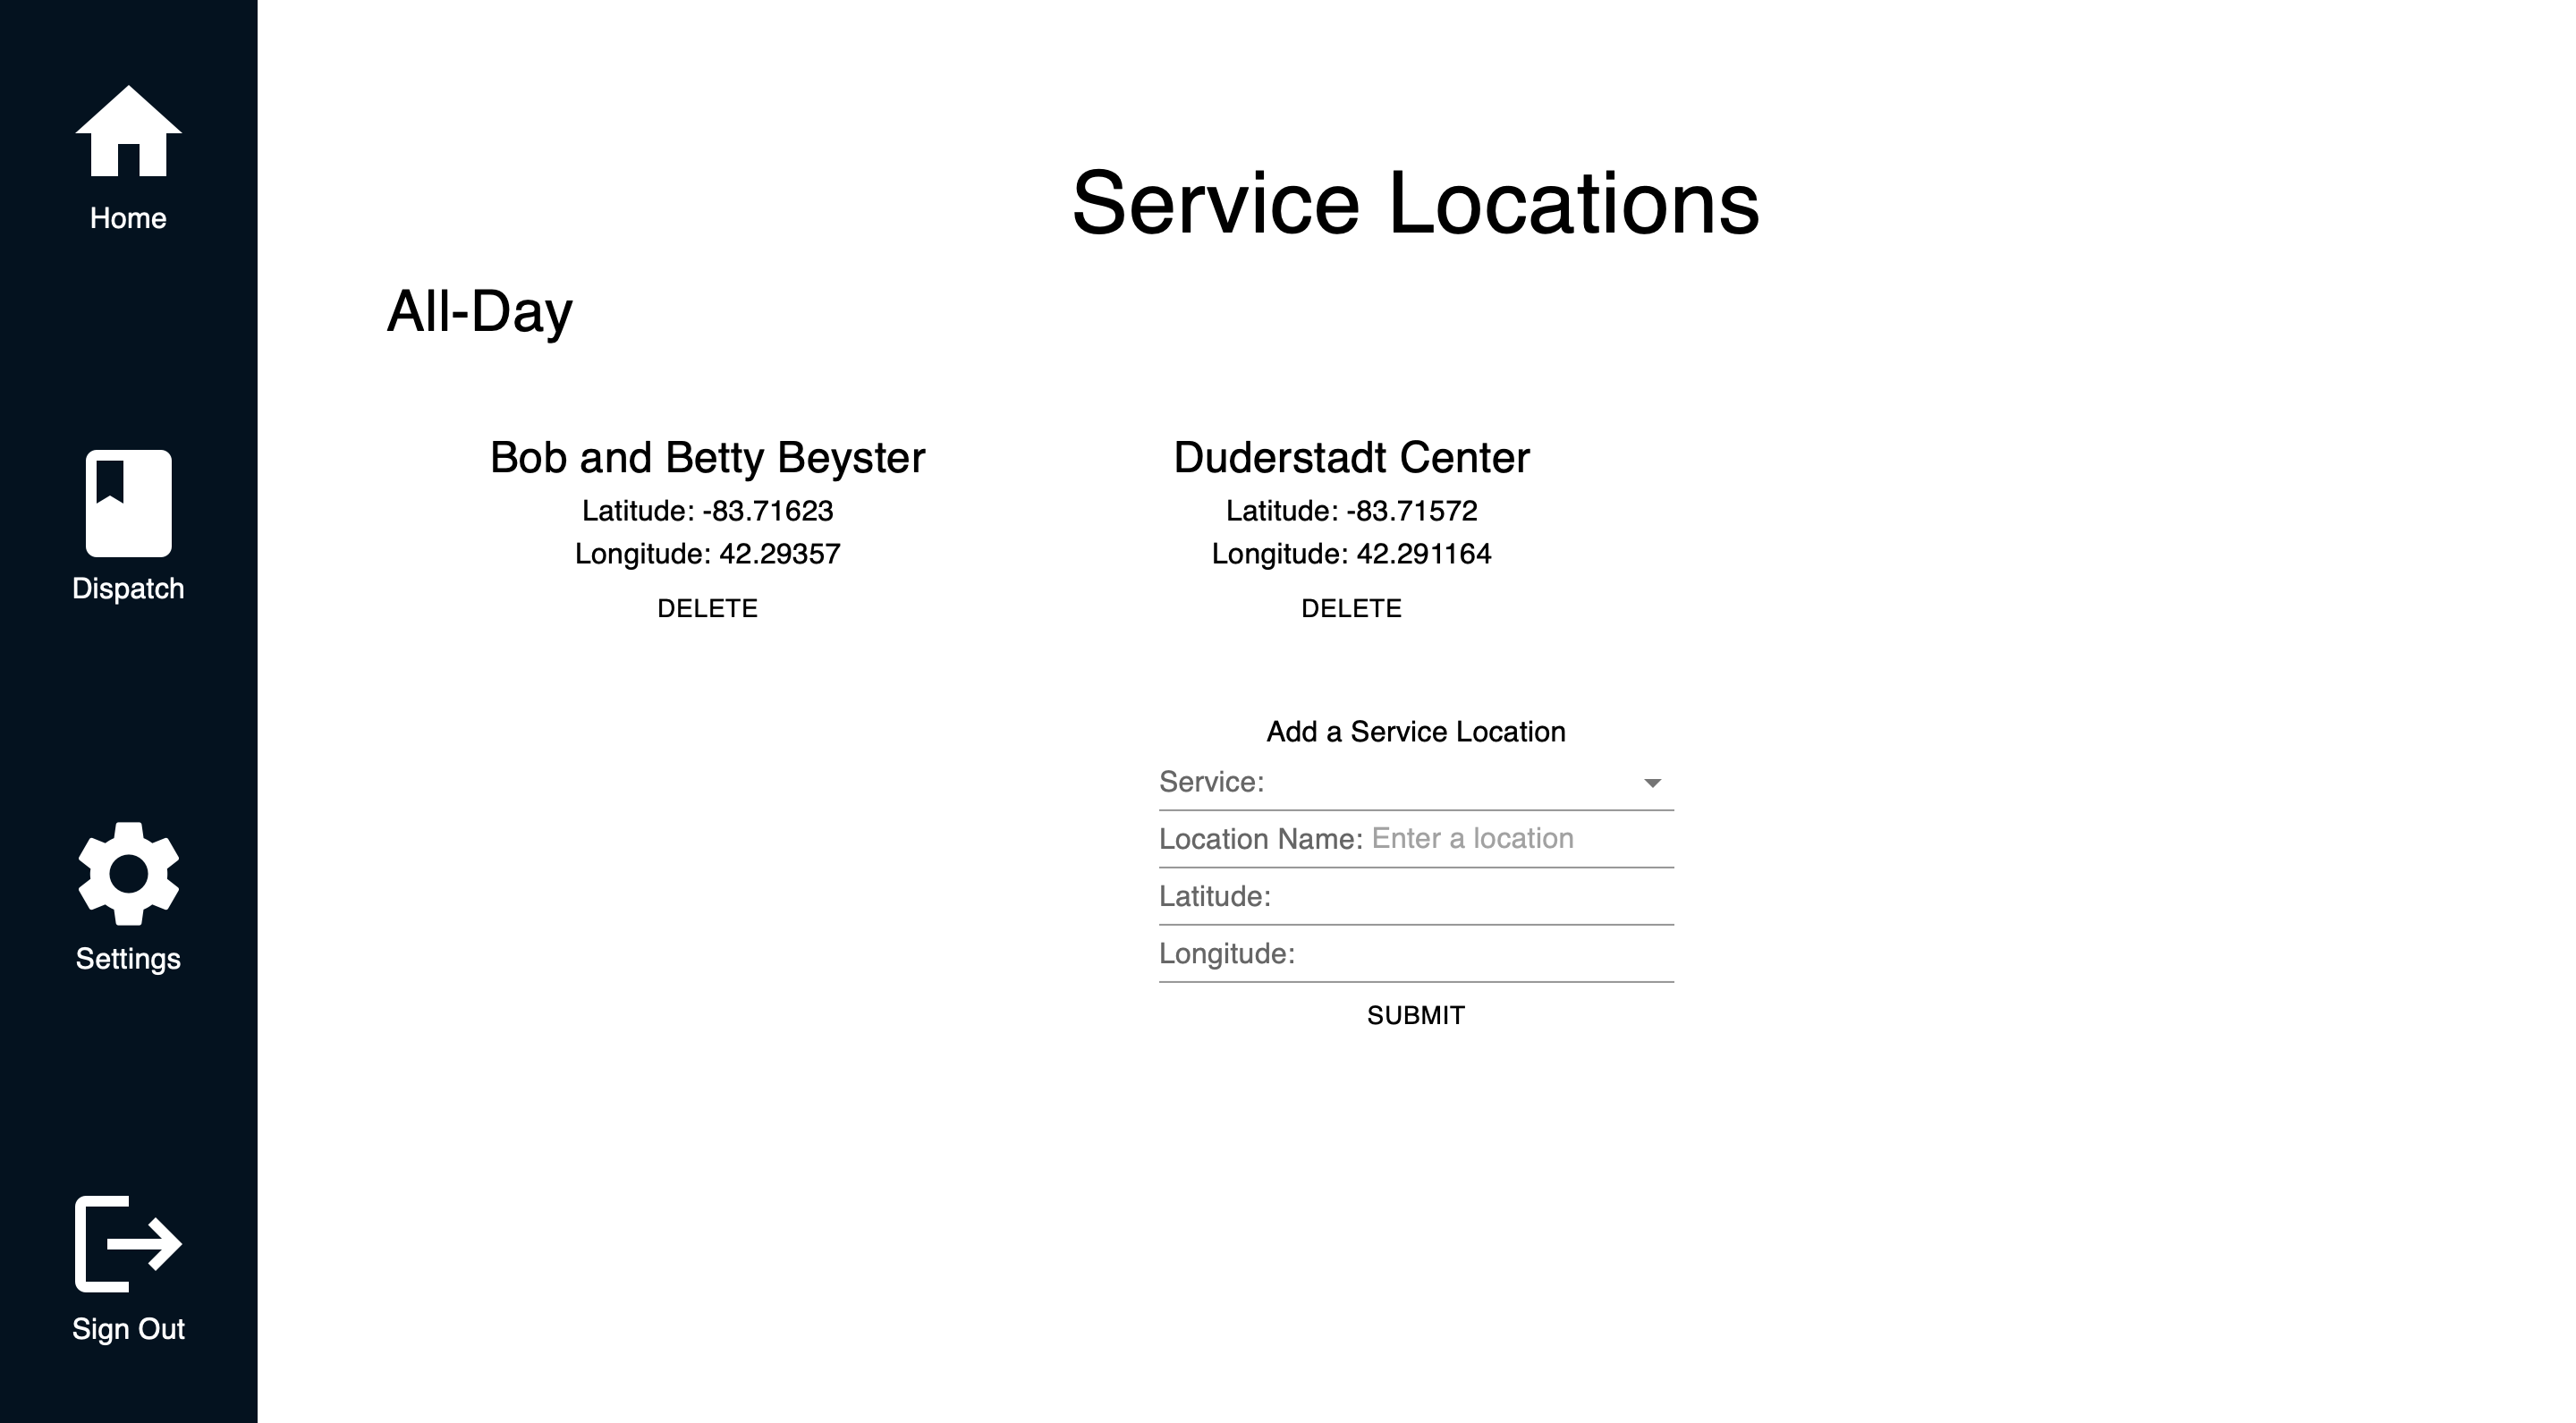 Home
Dispatch
Settings
Sign Out
Service Locations
All-Day
Bob and Betty Beyster
Latitude: -83.71623
Longitude: 42.29357
DELETE
Duderstadt Center
Latitude: -83.71572
Longitude: 42.291164
DELETE
Add a Service Location
Service:
Location Name: Enter a location
Latitude:
Longitude:
SUBMIT